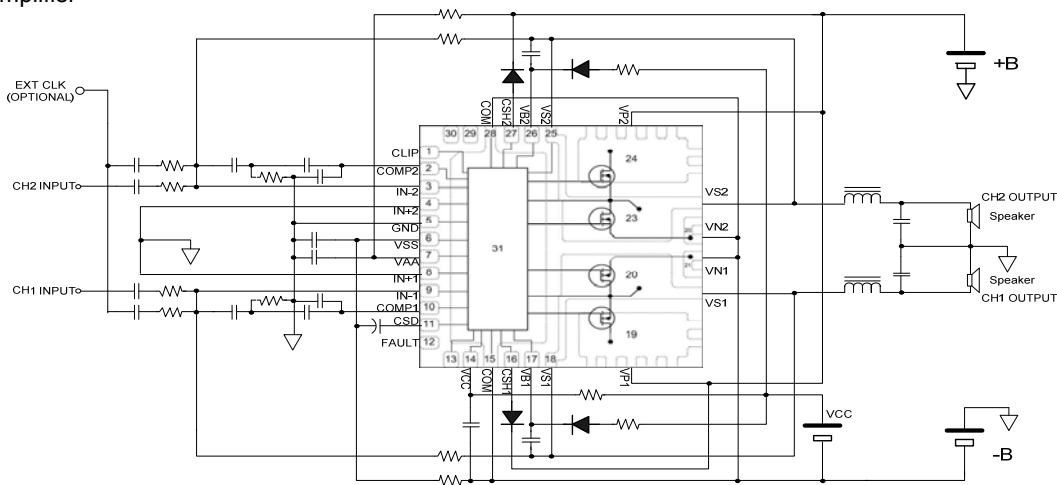 mplifier
EXT CLK
(OPTIONAL)
+B
COM
CSH2
VB2
VS2
VP2
30
29
28
27
26
25
CLIP
1
COMP2
2
CH2 INPUT
IN-2
3
IN+2
4
GND
5
VSS
6
VAA
7
IN+1
8
CH1 INPUT
IN-1
9
COMP1
10
CSD
11
FAULT
12
31
24
23
20
19
VS2
VN2
VN1
VS1
CH2 OUTPUT
Speaker
Speaker
CH1 OUTPUT
13
14
15
16
17
18
VCC
COM
CSH1
VB1
VS1
VP1
VCC
-B